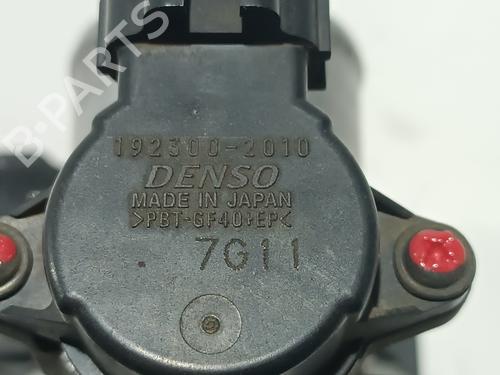 192300-2010
DENSO
MADE IN JAPAN
>PBT-GF40+EP<
7G11
B-PARTS